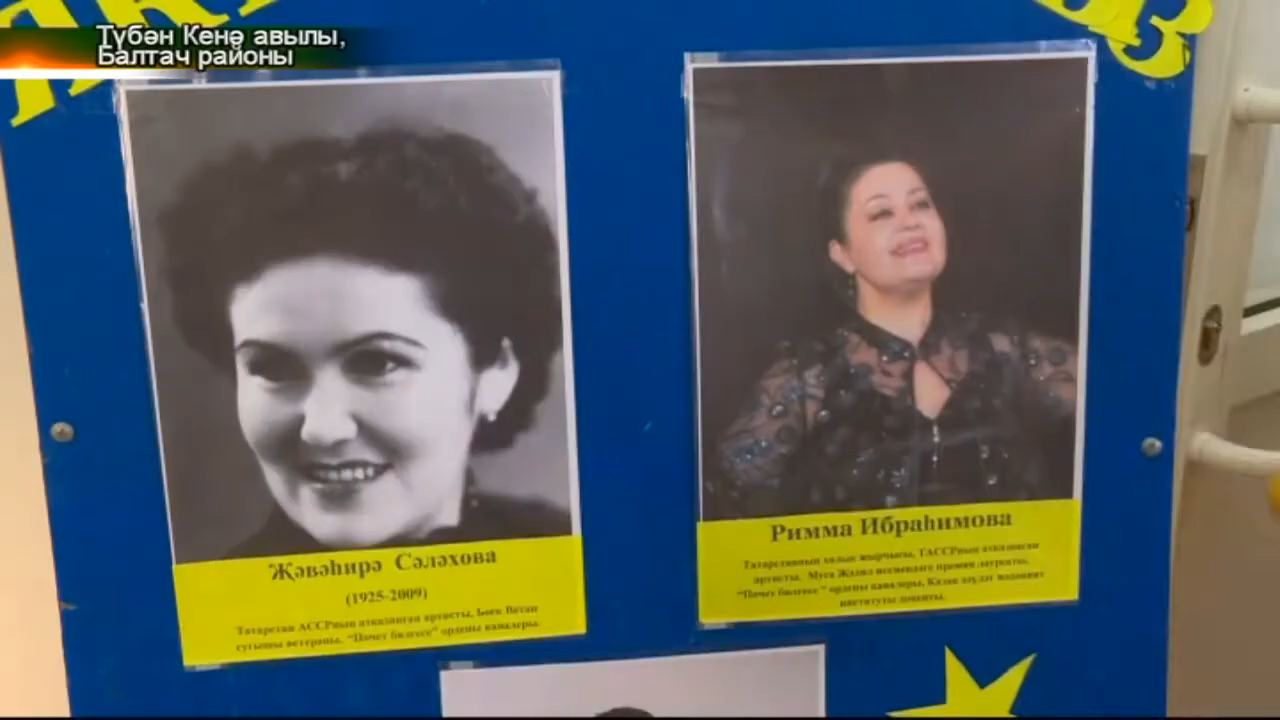 Түбән Кенә авылы,
Балтач районы
Җәвәһирә Сәләхова
(1925-2009)
Татарстан АССРның атказанган артисты, Бөек Ватан
сугышы ветераны, "Почет билгесе" ордены кавалеры.
Римма Ибраһимова
Татарстанның халык җырчысы, ТАССРның атказанган
артисты. Муса Җәлил исемендәге премия лауреаты,
"Почет билгесе" ордены кавалеры, Казан дәүләт мәдәният
институты доценты.